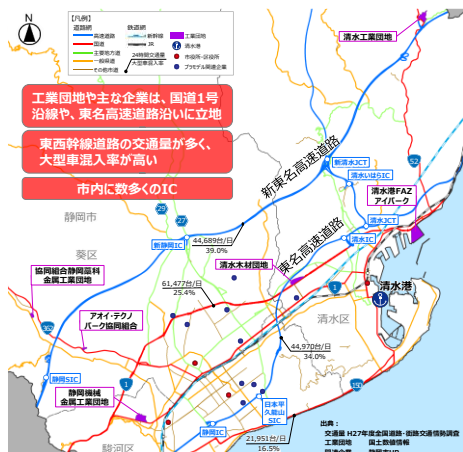 N
【凡例】
道路網
高速道路
国道
主要地方道
一般県道
その他市道
鉄道網
新幹線
JR
24時間交通量
大型車混入率
工業団地
清水港
市役所・区役所
プラモデル関連企業
清水工業団地
工業団地や主な企業は、国道1号
沿線や、東名高速道路沿いに立地
東西幹線道路の交通量が多く、
大型車混入率が高い
市内に数多くのIC
新東名高速道路
新清水JCT
52
清水いはらIC
清水港FAZ
アイパーク
静岡市
29
27
清水JCT
東名高速道路
清水IC
葵区
新静岡IC
44,689台/日
39.0%
清水木材団地
協同組合静岡薬科
金属工業団地
61,477台/日
25.4%
1
清水港
アオイ・テクノ
パーク協同組合
清水区
362
44,970台/日
34.0%
静岡SIC
1
150
静岡機械
金属工業団地
日本平
久能山
SIC
静岡IC
21,951台/日
16.5%
駿河区
出典：
交通量 H27年度全国道路・街路交通情勢調査
工業団地 国土数値情報